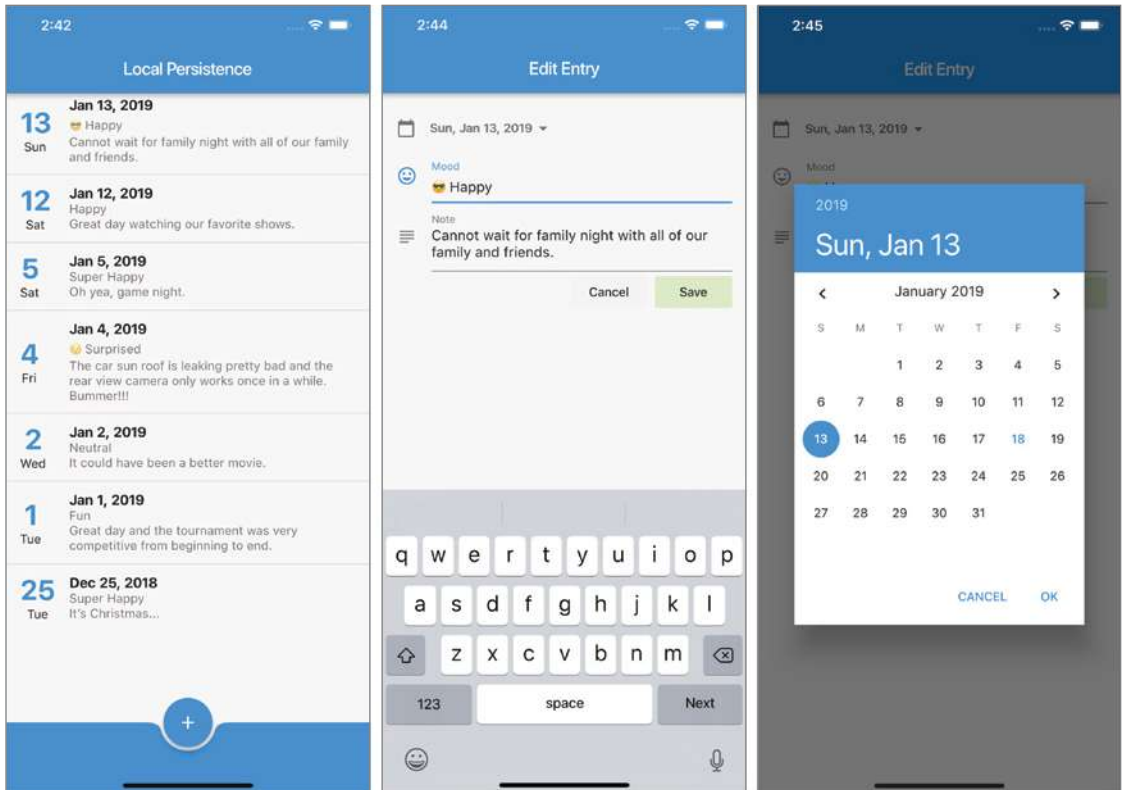 2:42
Local Persistence
13
Sun
Jan 13, 2019
😎 Happy
Cannot wait for family night with all of our family
and friends.
12
Sat
Jan 12, 2019
Happy
Great day watching our favorite shows.
5
Sat
Jan 5, 2019
Super Happy
Oh yea, game night.
4
Fri
Jan 4, 2019
Surprised
The car sun roof is leaking pretty bad and the
rear view camera only works once in a while.
Bummer!!!
2
Wed
Jan 2, 2019
Neutral
It could have been a better movie.
1
Tue
Jan 1, 2019
Fun
Great day and the tournament was very
competitive from beginning to end.
25
Tue
Dec 25, 2018
Super Happy
It's Christmas...
+
2:44
Edit Entry
Sun, Jan 13, 2019
Mood
😎 Happy
Note
Cannot wait for family night with all of our
family and friends.
Cancel Save
q w e r t y u i o p
a s d f g h j k l
z x c v b n m
123 space Next
2:45
Edit Entry
Sun, Jan 13, 2019
Mood
2019
Sun, Jan 13
January 2019
S M T W T F S
1 2 3 4 5
6 7 8 9 10 11 12
13 14 15 16 17 18 19
20 21 22 23 24 25 26
27 28 29 30 31
CANCEL OK